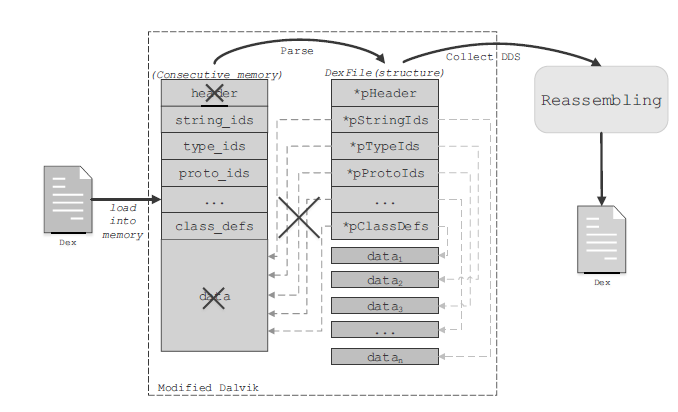 Parse
Collect DDS
(Consecutive memory)
DexFile(structure)
header
*pHeader
Reassembling
string_ids
*pStringIds
type_ids
*pTypeIds
proto_ids
*pProtoIds
...
...
load
into
memory
class_defs
*pClassDefs
Dex
data₁
data₂
data
data₃
...
dataₙ
Dex
Modified Dalvik